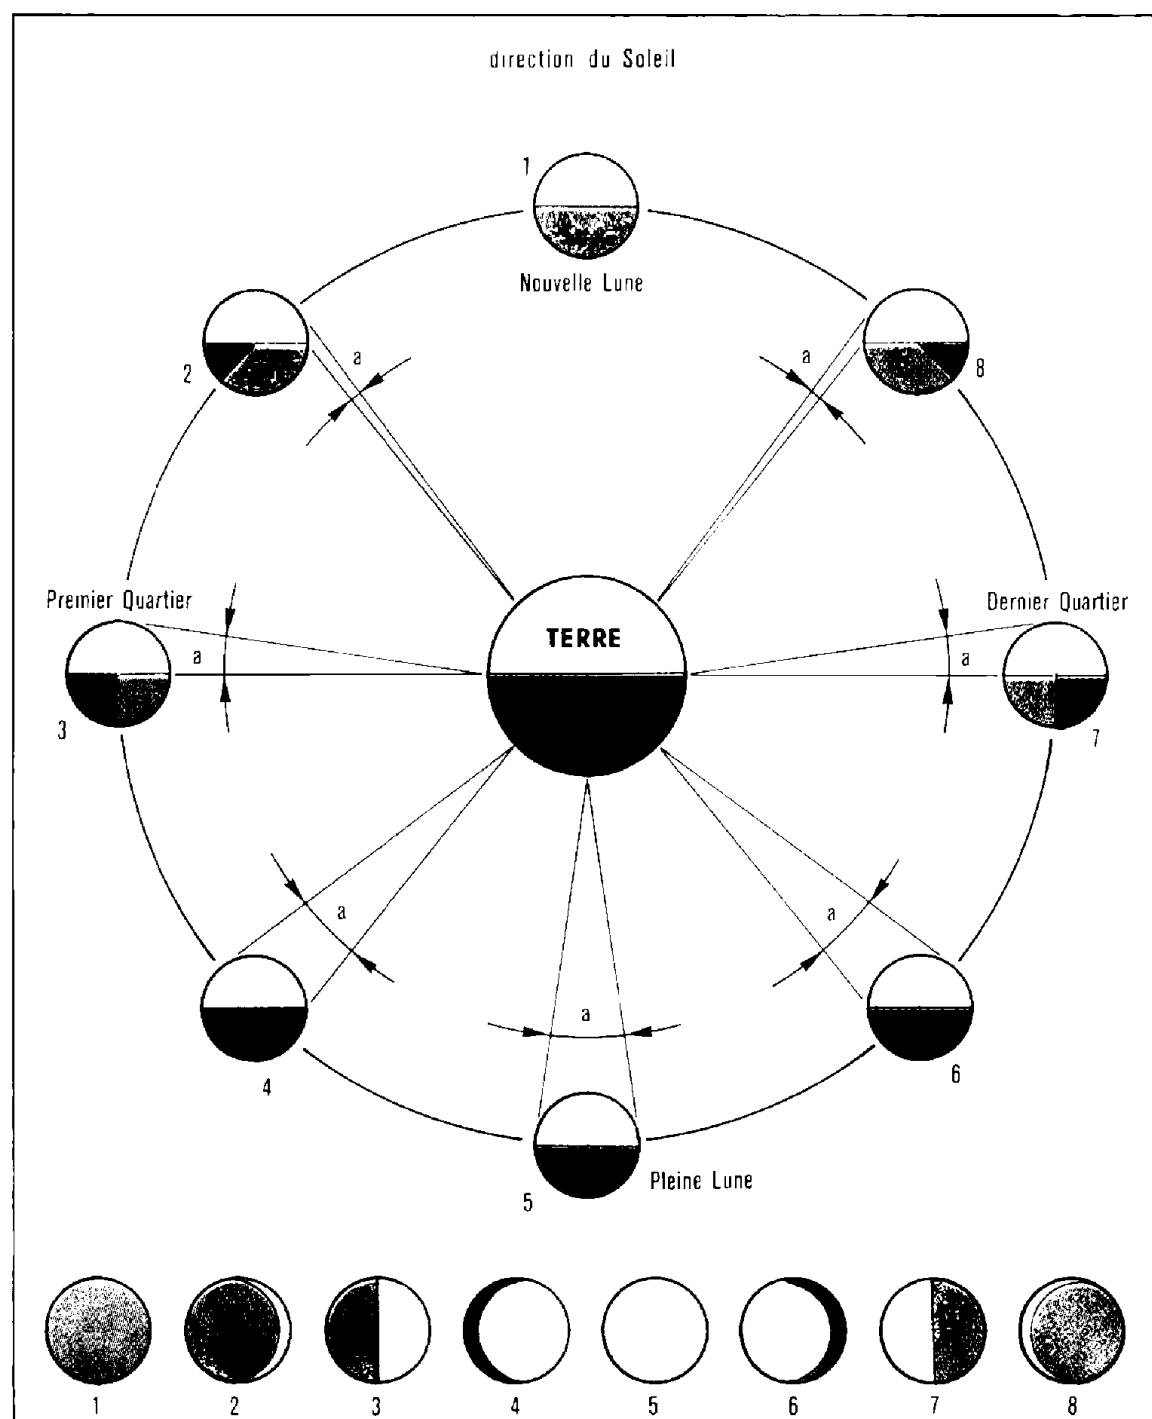 direction du Soleil
1
Nouvelle Lune
2
a
a
8
Premier Quartier
Dernier Quartier
TERRE
a
a
3
7
a
a
a
4
6
5
Pleine Lune
1 2 3 4 5 6 7 8